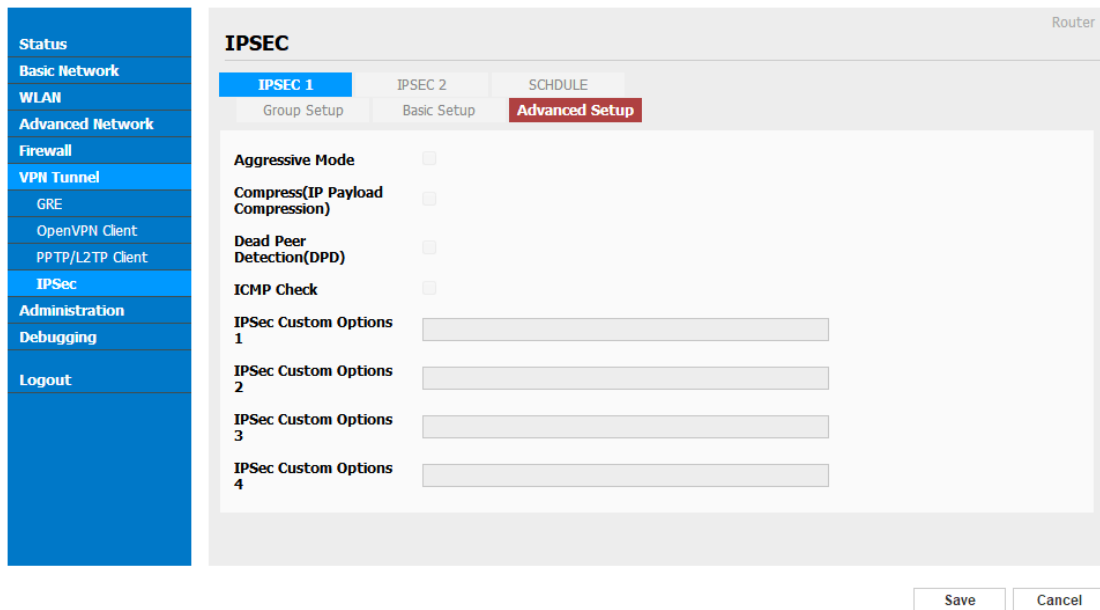 Router
Status
Basic Network
WLAN
Advanced Network
Firewall
VPN Tunnel
GRE
OpenVPN Client
PPTP/L2TP Client
IPSec
Administration
Debugging
Logout
IPSEC
IPSEC 1
IPSEC 2
SCHDULE
Group Setup
Basic Setup
Advanced Setup
Aggressive Mode
Compress(IP Payload
Compression)
Dead Peer
Detection(DPD)
ICMP Check
IPSec Custom Options
1
IPSec Custom Options
2
IPSec Custom Options
3
IPSec Custom Options
4
Save
Cancel